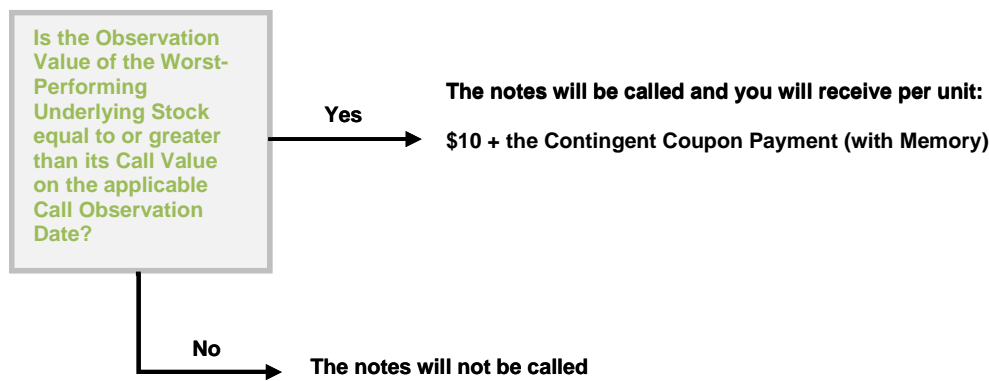 Is the Observation
Value of the Worst-
Performing
Underlying Stock
equal to or greater
than its Call Value
on the applicable
Call Observation
Date?
Yes
The notes will be called and you will receive per unit:
$10 + the Contingent Coupon Payment (with Memory)
No
The notes will not be called